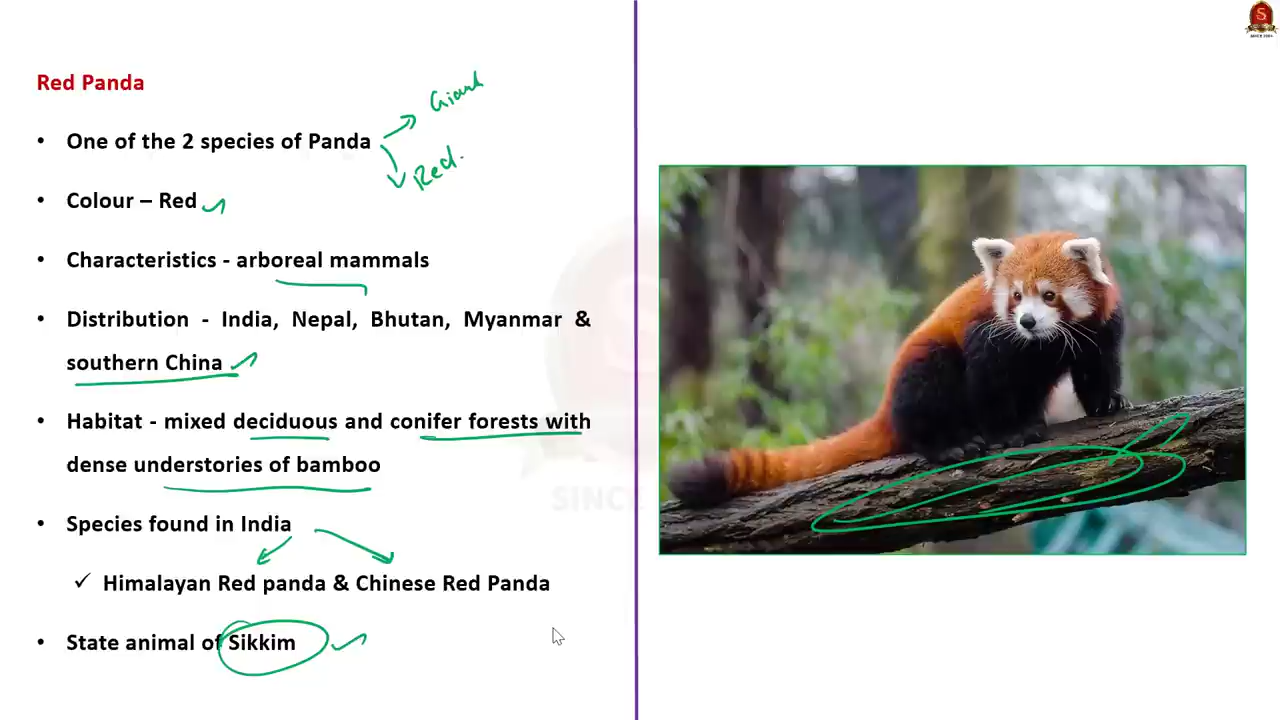 Red Panda
Giant
• One of the 2 species of Panda
Red.
• Colour – Red
• Characteristics - arboreal mammals
• Distribution - India, Nepal, Bhutan, Myanmar &
southern China
• Habitat - mixed deciduous and conifer forests with
dense understories of bamboo
• Species found in India
✓ Himalayan Red panda & Chinese Red Panda
• State animal of Sikkim
S
SINCE